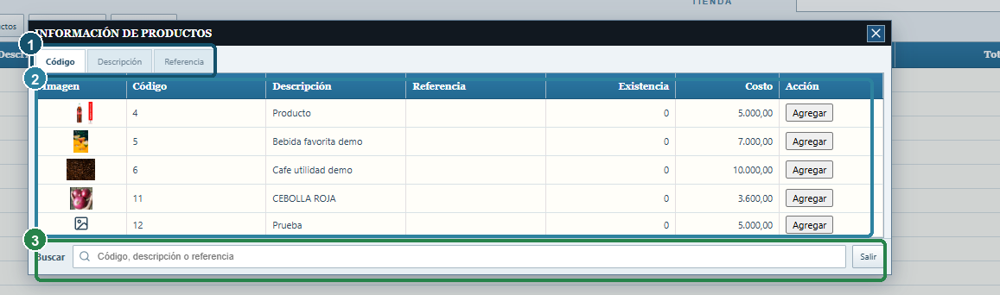 TIENDA
ctos
INFORMACIÓN DE PRODUCTOS
1
Descri
Tot
Código Descripción Referencia
2
Imagen Código Descripción Referencia Existencia Costo Acción
4 Producto 0 5.000,00 Agregar
5 Bebida favorita demo 0 7.000,00 Agregar
6 Cafe utilidad demo 0 10.000,00 Agregar
11 CEBOLLA ROJA 0 3.600,00 Agregar
12 Prueba 0 5.000,00 Agregar
3
Buscar Código, descripción o referencia Salir